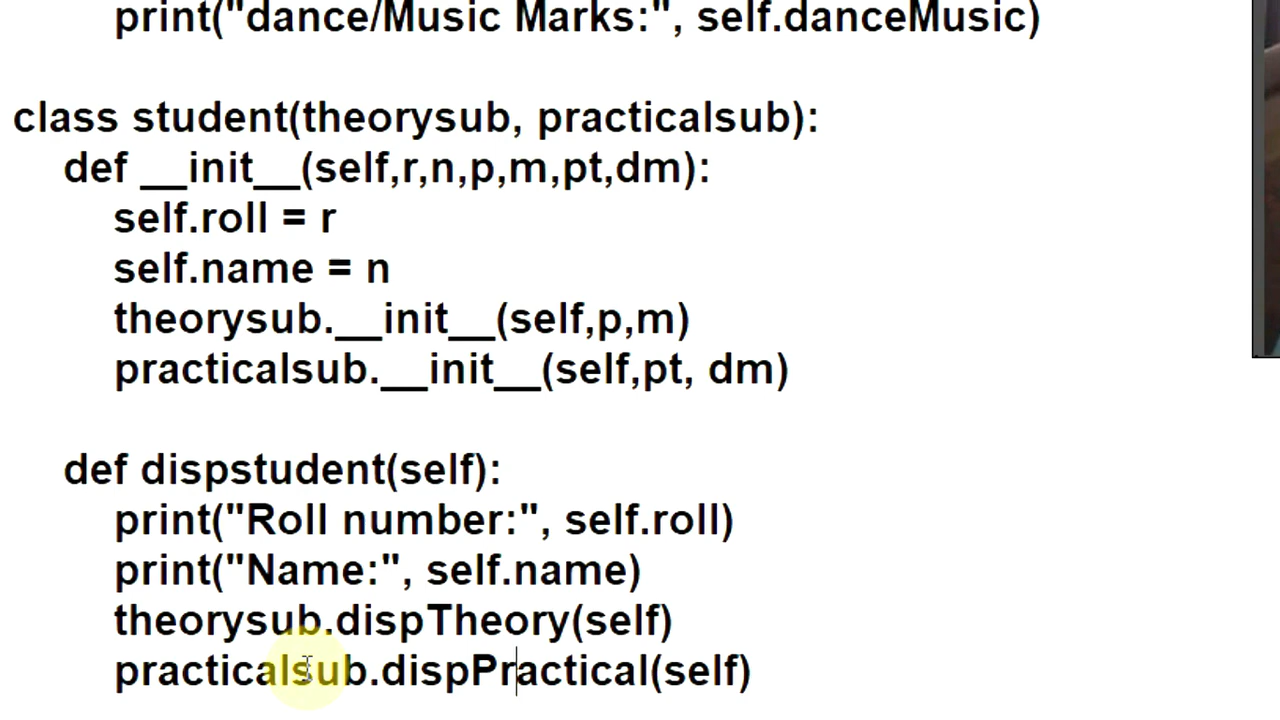 print("dance/Music Marks:", self.danceMusic)
class student(theorysub, practicalsub):
def __init__(self,r,n,p,m,pt,dm):
self.roll = r
self.name = n
theorysub.__init__(self,p,m)
practicalsub.__init__(self,pt, dm)
def dispstudent(self):
print("Roll number:", self.roll)
print("Name:", self.name)
theorysub.dispTheory(self)
practicalsub.dispPractical(self)